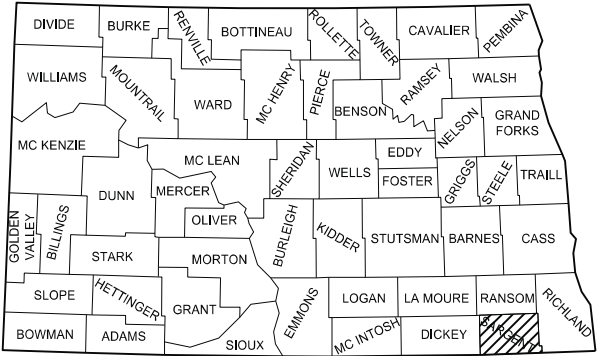 DIVIDE
BURKE
RENVILLE
BOTTINEAU
ROLLETTE
TOWNER
CAVALIER
PEMBINA
WILLIAMS
MOUNTRAIL
WARD
MC HENRY
PIERCE
BENSON
RAMSEY
WALSH
NELSON
GRAND
FORKS
MC KENZIE
MC LEAN
SHERIDAN
WELLS
EDDY
FOSTER
GRIGGS
STEELE
TRAILL
DUNN
MERCER
OLIVER
GOLDEN
VALLEY
BILLINGS
BURLEIGH
KIDDER
STUTSMAN
BARNES
CASS
STARK
MORTON
SLOPE
HETTINGER
GRANT
EMMONS
LOGAN
LA MOURE
RANSOM
RICHLAND
BOWMAN
ADAMS
SIOUX
MC INTOSH
DICKEY
SARGENT